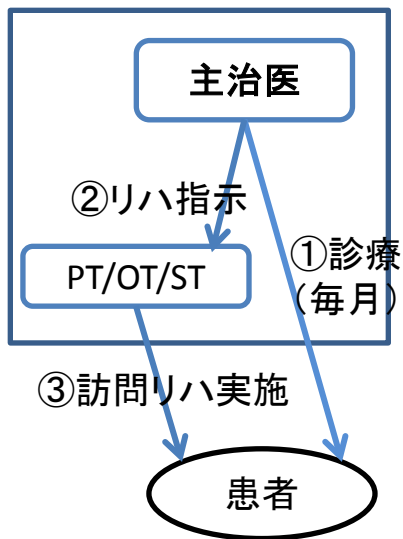 主治医
②リハ指示
PT/OT/ST
①診療
（毎月）
③訪問リハ実施
患者